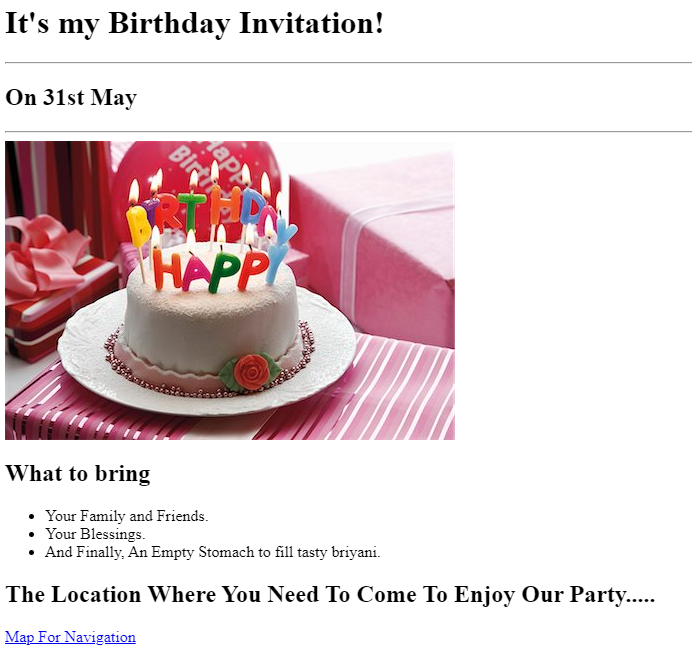 It's my Birthday Invitation!
On 31st May
Happy
Birth
BIRTHDAY
HAPPY
What to bring
Your Family and Friends.
Your Blessings.
And Finally, An Empty Stomach to fill tasty briyani.
The Location Where You Need To Come To Enjoy Our Party.....
Map For Navigation